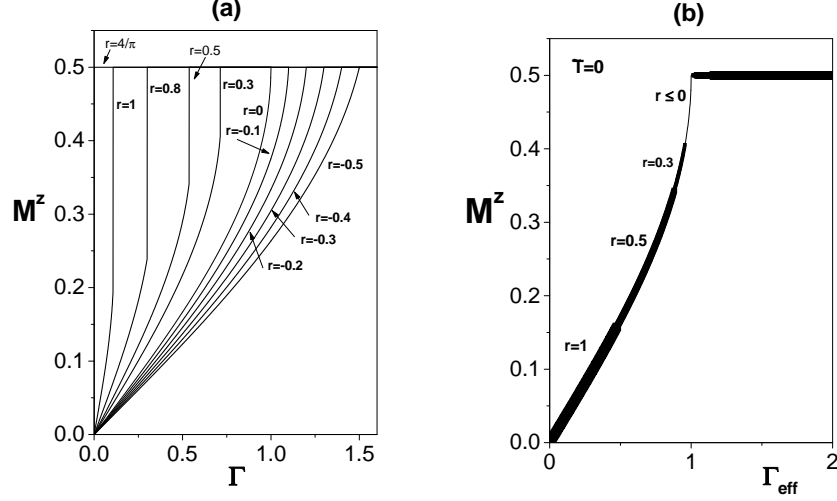 (a)
r=4/π
r=0.5
0.5
r=1
r=0.8
r=0.3
r=0
0.4
r=-0.1
r=-0.5
M^z
0.3
r=-0.4
r=-0.3
0.2
r=-0.2
0.1
0.0
0.0
0.5
1.0
1.5
Γ
(b)
T=0
0.5
r ≤ 0
0.4
r=0.3
M^z
0.3
r=0.5
0.2
r=1
0.1
0.0
0
1
2
Γeff